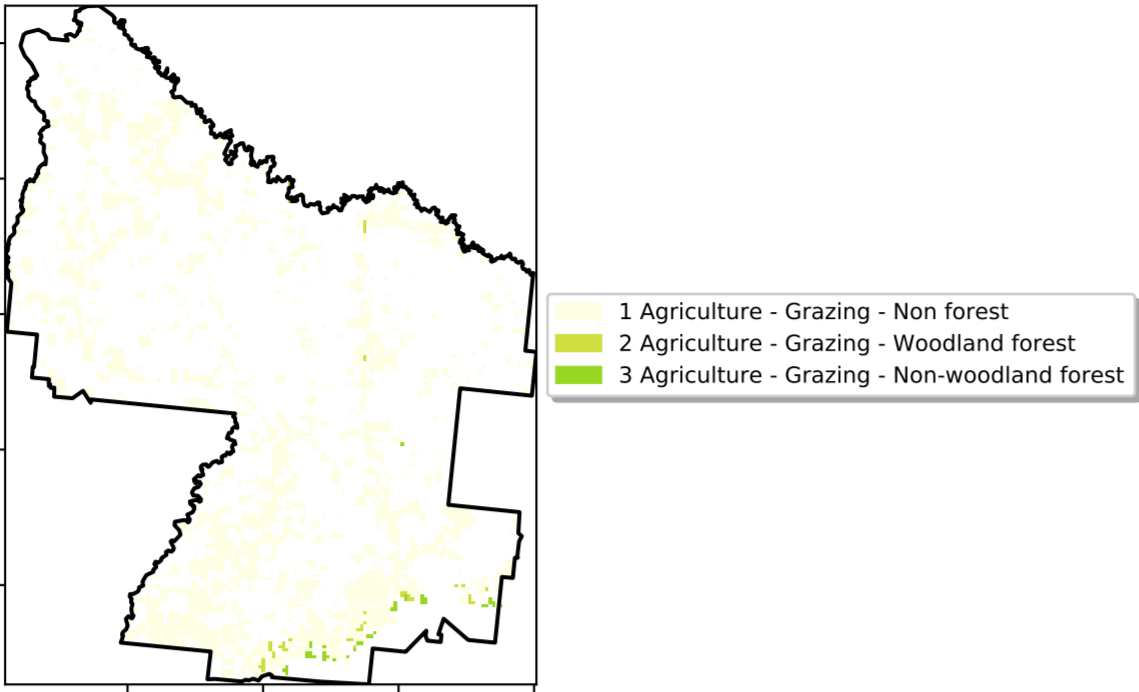 1 Agriculture - Grazing - Non forest
2 Agriculture - Grazing - Woodland forest
3 Agriculture - Grazing - Non-woodland forest